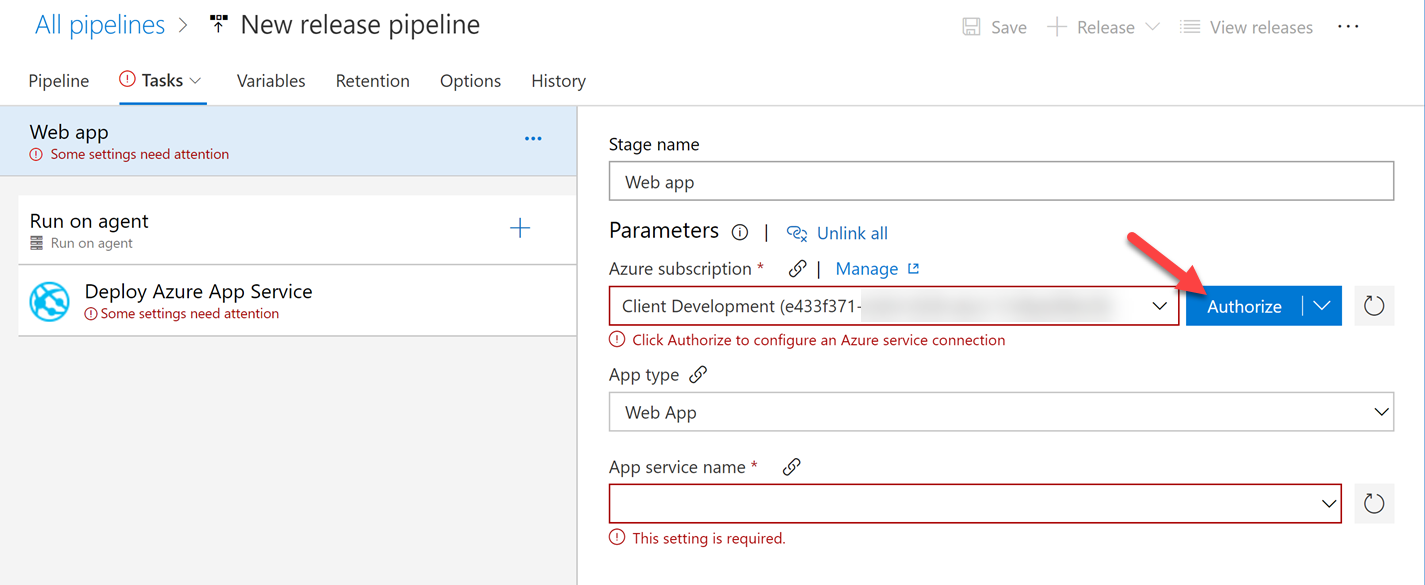 All pipelines > New release pipeline
Save Release View releases ...
Pipeline Tasks Variables Retention Options History
Web app
Some settings need attention
Run on agent
Run on agent
Deploy Azure App Service
Some settings need attention
Stage name
Web app
Parameters | Unlink all
Azure subscription * | Manage
Client Development (e433f371-
Authorize
Click Authorize to configure an Azure service connection
App type
Web App
App service name *
This setting is required.